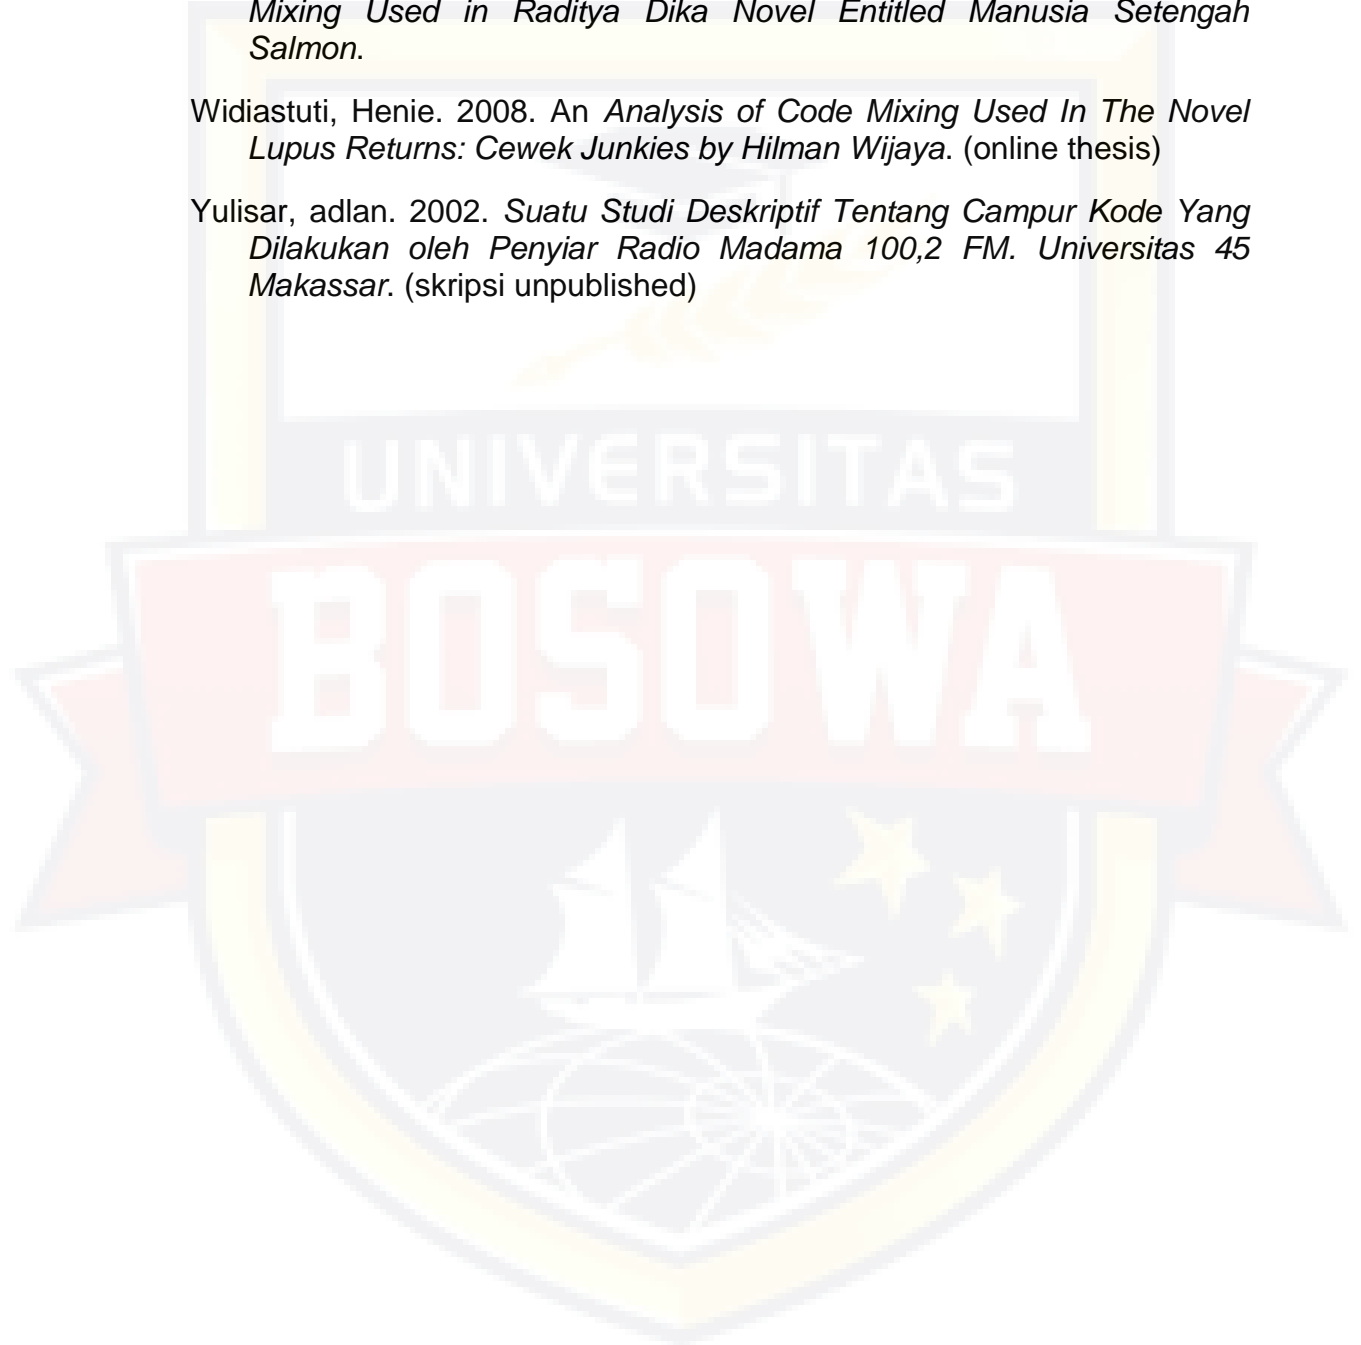 Mixing Used in Raditya Dika Novel Entitled Manusia Setengah
Salmon.
Widiastuti, Henie. 2008. An Analysis of Code Mixing Used In The Novel
Lupus Returns: Cewek Junkies by Hilman Wijaya. (online thesis)
Yulisar, adlan. 2002. Suatu Studi Deskriptif Tentang Campur Kode Yang
Dilakukan oleh Penyiar Radio Madama 100,2 FM. Universitas 45
Makassar. (skripsi unpublished)
UNIVERSITAS
BOSOWA